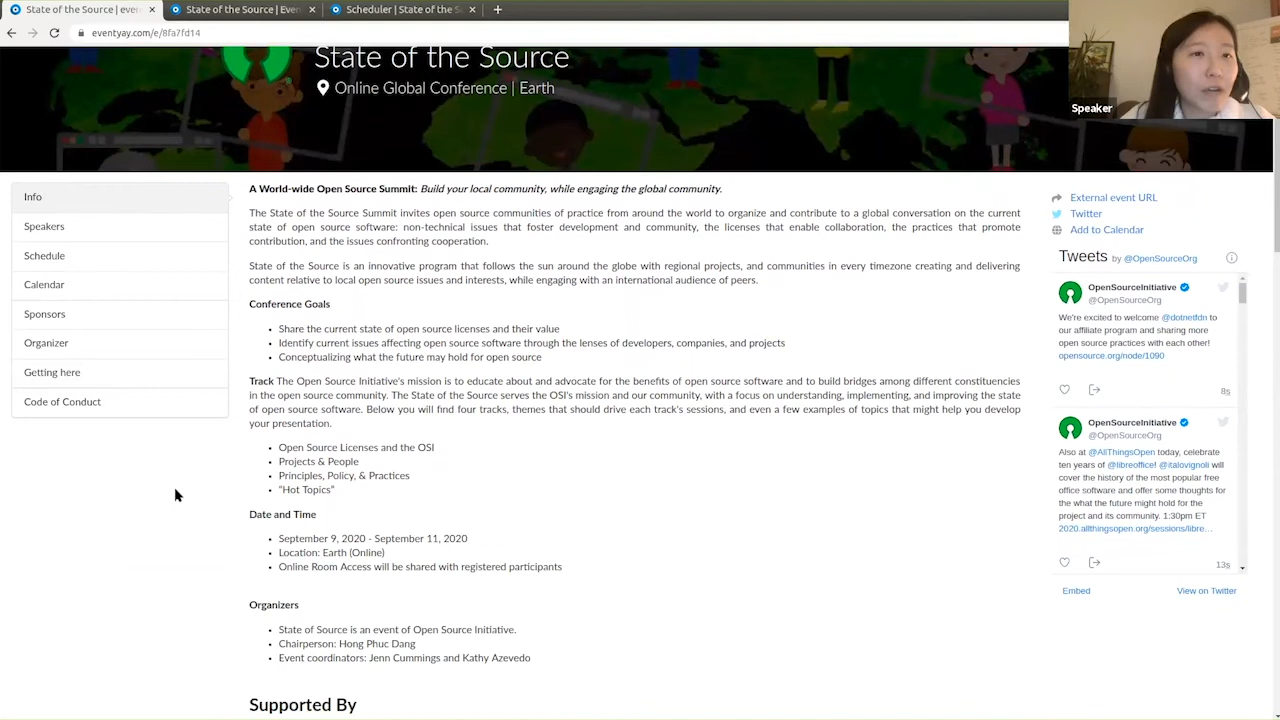 State of the Source | even
State of the Source | Even
Scheduler | State of the S
eventyay.com/e/8fa7fd14
Speaker
State of the Source
Online Global Conference | Earth
Info
Speakers
Schedule
Calendar
Sponsors
Organizer
Getting here
Code of Conduct
A World-wide Open Source Summit: Build your local community, while engaging the global community.
The State of the Source Summit invites open source communities of practice from around the world to organize and contribute to a global conversation on the current
state of open source software: non-technical issues that foster development and community, the licenses that enable collaboration, the practices that promote
contribution, and the issues confronting cooperation.
State of the Source is an innovative program that follows the sun around the globe with regional projects, and communities in every timezone creating and delivering
content relative to local open source issues and interests, while engaging with an international audience of peers.
Conference Goals
• Share the current state of open source licenses and their value
• Identify current issues affecting open source software through the lenses of developers, companies, and projects
• Conceptualizing what the future may hold for open source
Track The Open Source Initiative's mission is to educate about and advocate for the benefits of open source software and to build bridges among different constituencies
in the open source community. The State of the Source serves the OSI's mission and our community, with a focus on understanding, implementing, and improving the state
of open source software. Below you will find four tracks, themes that should drive each track's sessions, and even a few examples of topics that might help you develop
your presentation.
• Open Source Licenses and the OSI
• Projects & People
• Principles, Policy, & Practices
• "Hot Topics"
Date and Time
• September 9, 2020 - September 11, 2020
• Location: Earth (Online)
• Online Room Access will be shared with registered participants
Organizers
• State of Source is an event of Open Source Initiative.
• Chairperson: Hong Phuc Dang
• Event coordinators: Jenn Cummings and Kathy Azevedo
Supported By
External event URL
Twitter
Add to Calendar
Tweets by @OpenSourceOrg
OpenSourceInitiative
@OpenSourceOrg
We're excited to welcome @dotnetfdn to
our affiliate program and sharing more
open source practices with each other!
opensource.org/node/1090
8s
OpenSourceInitiative
@OpenSourceOrg
Also at @AllThingsOpen today, celebrate
ten years of @libreoffice! @italovignoli will
cover the history of the most popular free
office software and offer some thoughts for
the what the future might hold for the
project and its community. 1:30pm ET
2020.allthingsopen.org/sessions/libre…
13s
Embed
View on Twitter